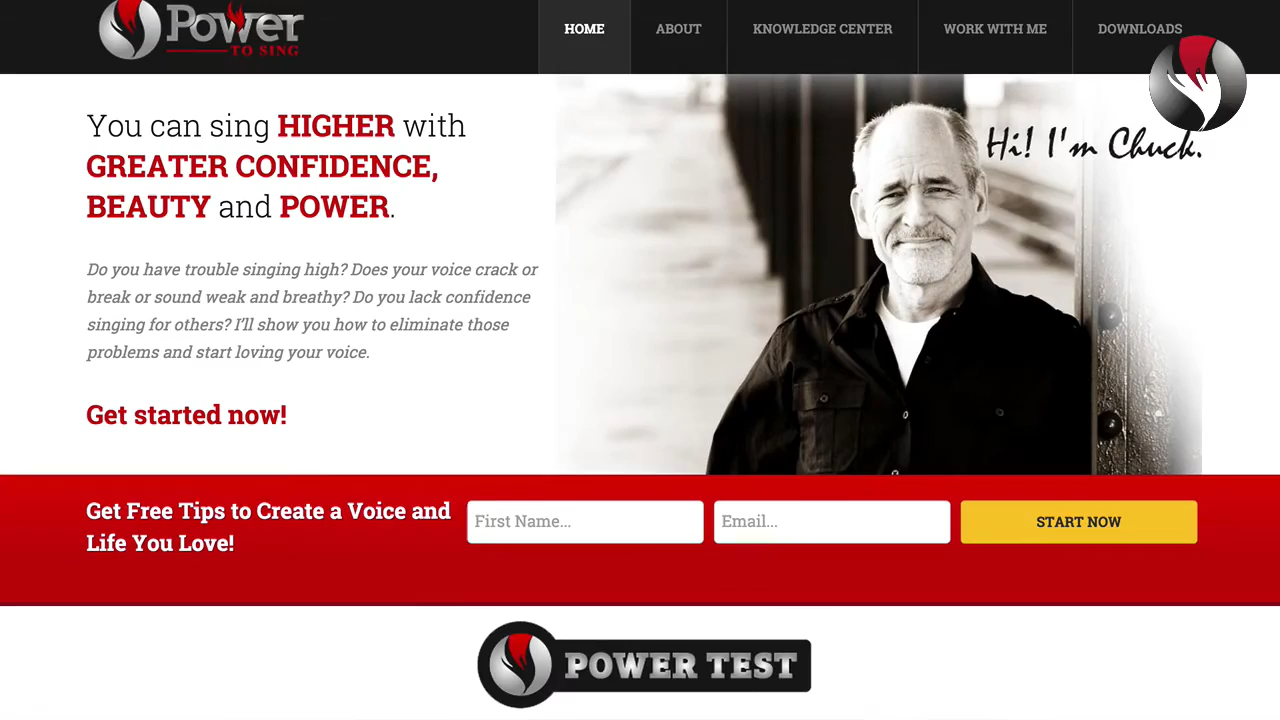 Power
TO SING
HOME
ABOUT
KNOWLEDGE CENTER
WORK WITH ME
DOWNLOADS
You can sing HIGHER with
GREATER CONFIDENCE,
BEAUTY and POWER.
Hi! I'm Chuck.
Do you have trouble singing high? Does your voice crack or
break or sound weak and breathy? Do you lack confidence
singing for others? I'll show you how to eliminate those
problems and start loving your voice.
Get started now!
Get Free Tips to Create a Voice and
Life You Love!
First Name...
Email...
START NOW
POWER TEST